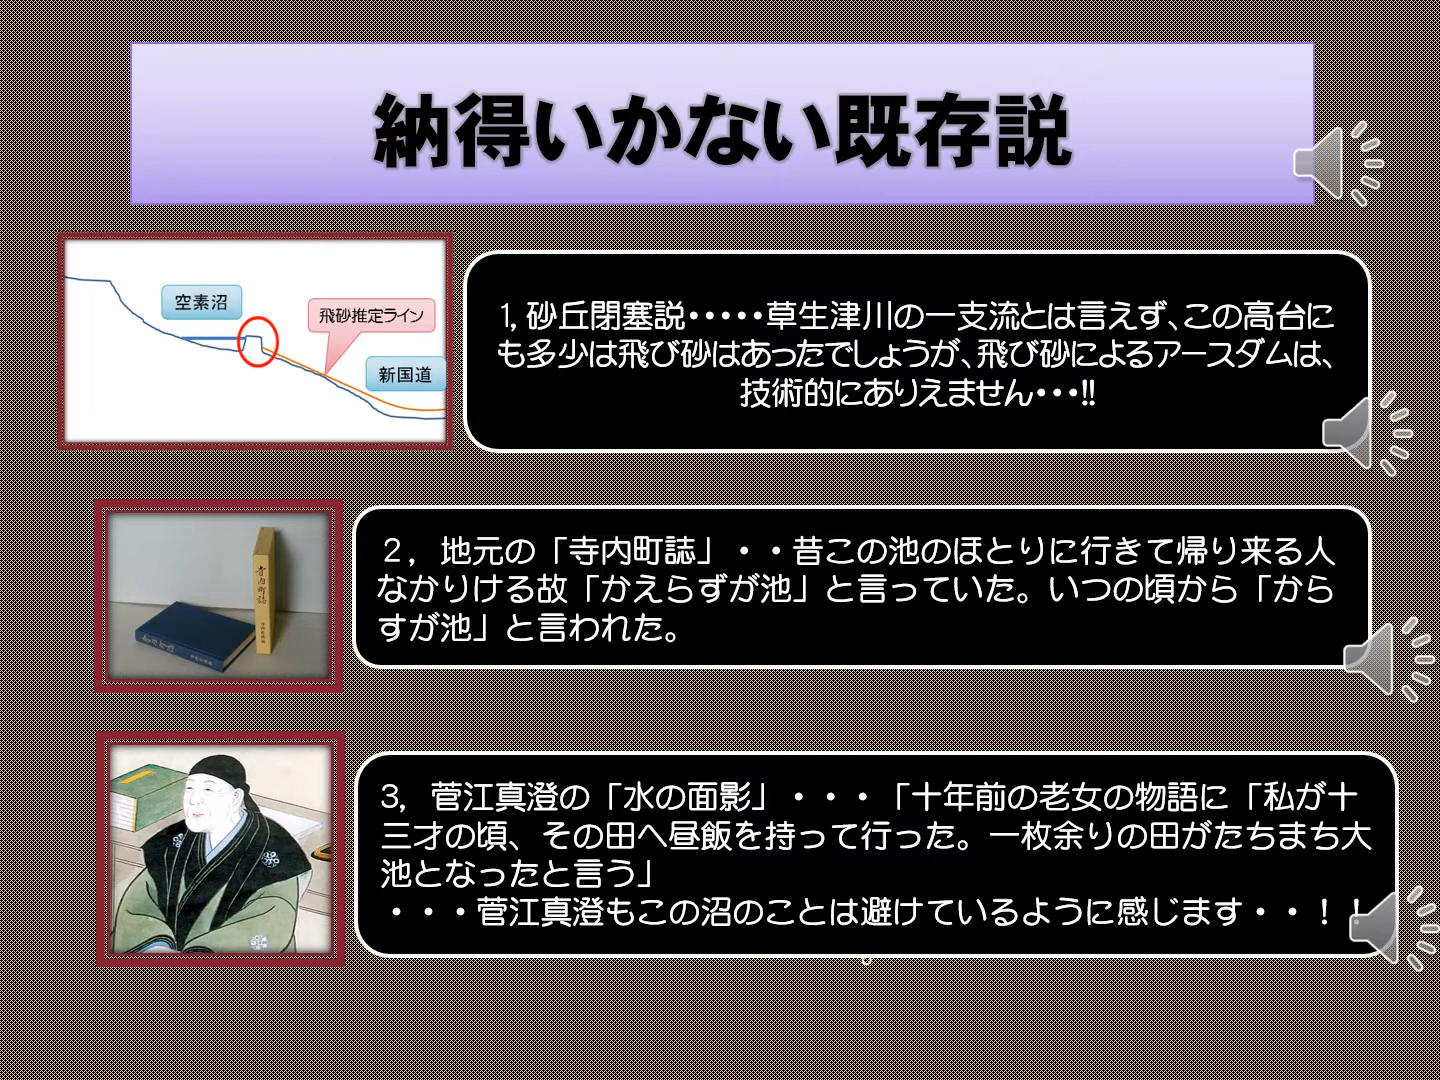 納得いかない既存説
空素沼
飛砂推定ライン
新国道
1, 砂丘閉塞説・・・・・草生津川の一支流とは言えず、この高台に
も多少は飛び砂はあったでしょうが、飛び砂によるアースダムは、
技術的にありえません・・・!!
寺内町誌
２，地元の「寺内町誌」・・昔この池のほとりに行きて帰り来る人
なかりける故「かえらずが池」と言っていた。いつの頃から「から
すが池」と言われた。
3，菅江真澄の「水の面影」・・・「十年前の老女の物語に「私が十
三才の頃、その田へ昼飯を持って行った。一枚余りの田がたちまち大
池となったと言う」
・・・菅江真澄もこの沼のことは避けているように感じます・・！！
。